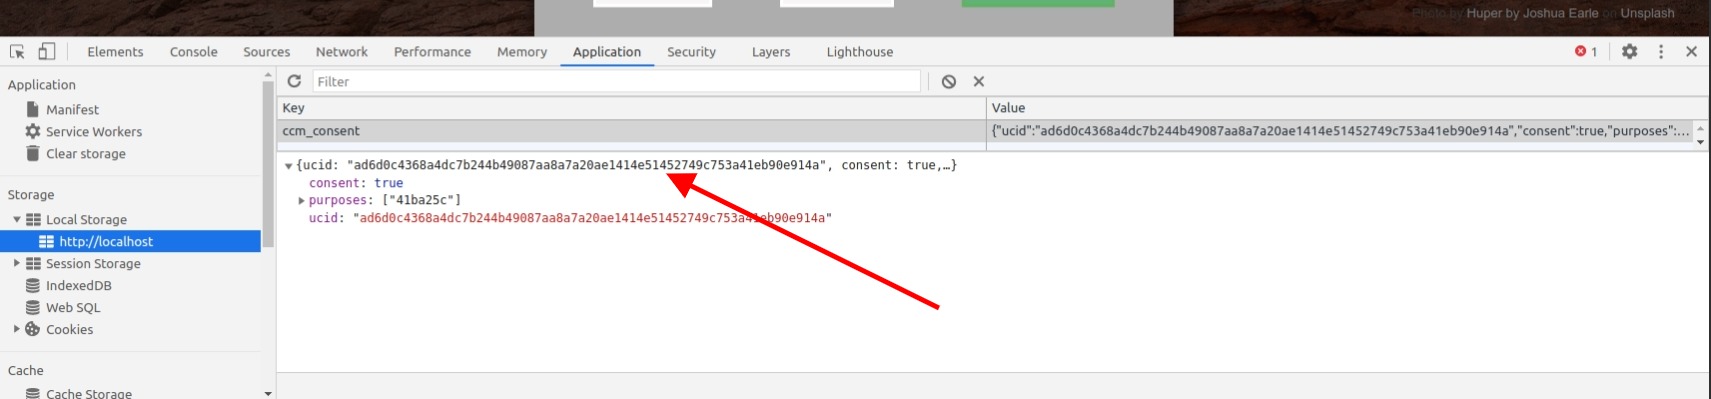 Photo by Huper by Joshua Earle on Unsplash
Elements Console Sources Network Performance Memory Application Security Layers Lighthouse 1
Application
Manifest
Service Workers
Clear storage
Storage
Local Storage
http://localhost
Session Storage
IndexedDB
Web SQL
Cookies
Cache
Cache Storage
Filter
Key Value
ccm_consent {"ucid":"ad6d0c4368a4dc7b244b49087aa8a7a20ae1414e51452749c753a41eb90e914a","consent":true,"purposes":...
{ucid: "ad6d0c4368a4dc7b244b49087aa8a7a20ae1414e51452749c753a41eb90e914a", consent: true,…}
consent: true
purposes: ["41ba25c"]
ucid: "ad6d0c4368a4dc7b244b49087aa8a7a20ae1414e51452749c753a41eb90e914a"